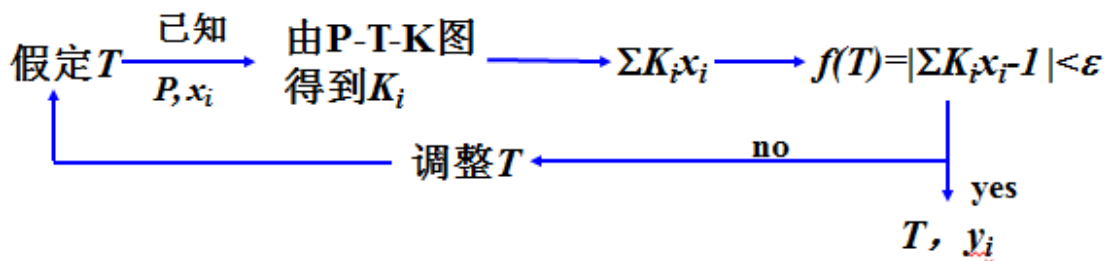 假定T
已知
P, xᵢ
由P-T-K图
得到Kᵢ
ΣKᵢxᵢ
f(T)=|ΣKᵢxᵢ-1|<ε
调整T
no
yes
T，yᵢ